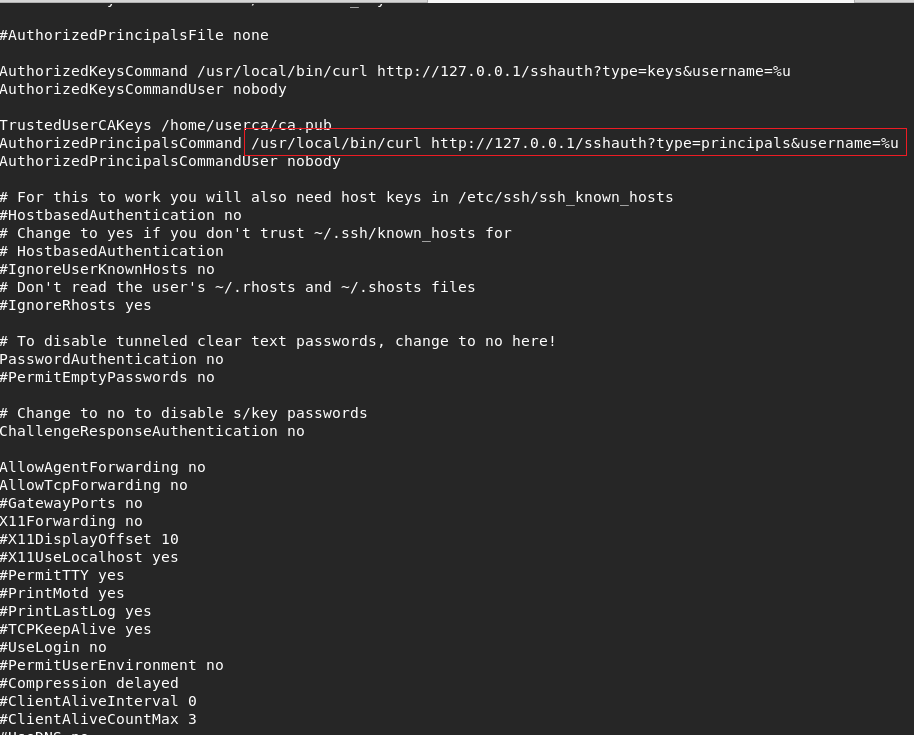 #AuthorizedPrincipalsFile none
AuthorizedKeysCommand /usr/local/bin/curl http://127.0.0.1/sshauth?type=keys&username=%u
AuthorizedKeysCommandUser nobody
TrustedUserCAKeys /home/userca/ca.pub
AuthorizedPrincipalsCommand /usr/local/bin/curl http://127.0.0.1/sshauth?type=principals&username=%u
AuthorizedPrincipalsCommandUser nobody
# For this to work you will also need host keys in /etc/ssh/ssh_known_hosts
#HostbasedAuthentication no
# Change to yes if you don't trust ~/.ssh/known_hosts for
# HostbasedAuthentication
#IgnoreUserKnownHosts no
# Don't read the user's ~/.rhosts and ~/.shosts files
#IgnoreRhosts yes
# To disable tunneled clear text passwords, change to no here!
PasswordAuthentication no
#PermitEmptyPasswords no
# Change to no to disable s/key passwords
ChallengeResponseAuthentication no
AllowAgentForwarding no
AllowTcpForwarding no
#GatewayPorts no
X11Forwarding no
#X11DisplayOffset 10
#X11UseLocalhost yes
#PermitTTY yes
#PrintMotd yes
#PrintLastLog yes
#TCPKeepAlive yes
#UseLogin no
#PermitUserEnvironment no
#Compression delayed
#ClientAliveInterval 0
#ClientAliveCountMax 3
#UseDNS no